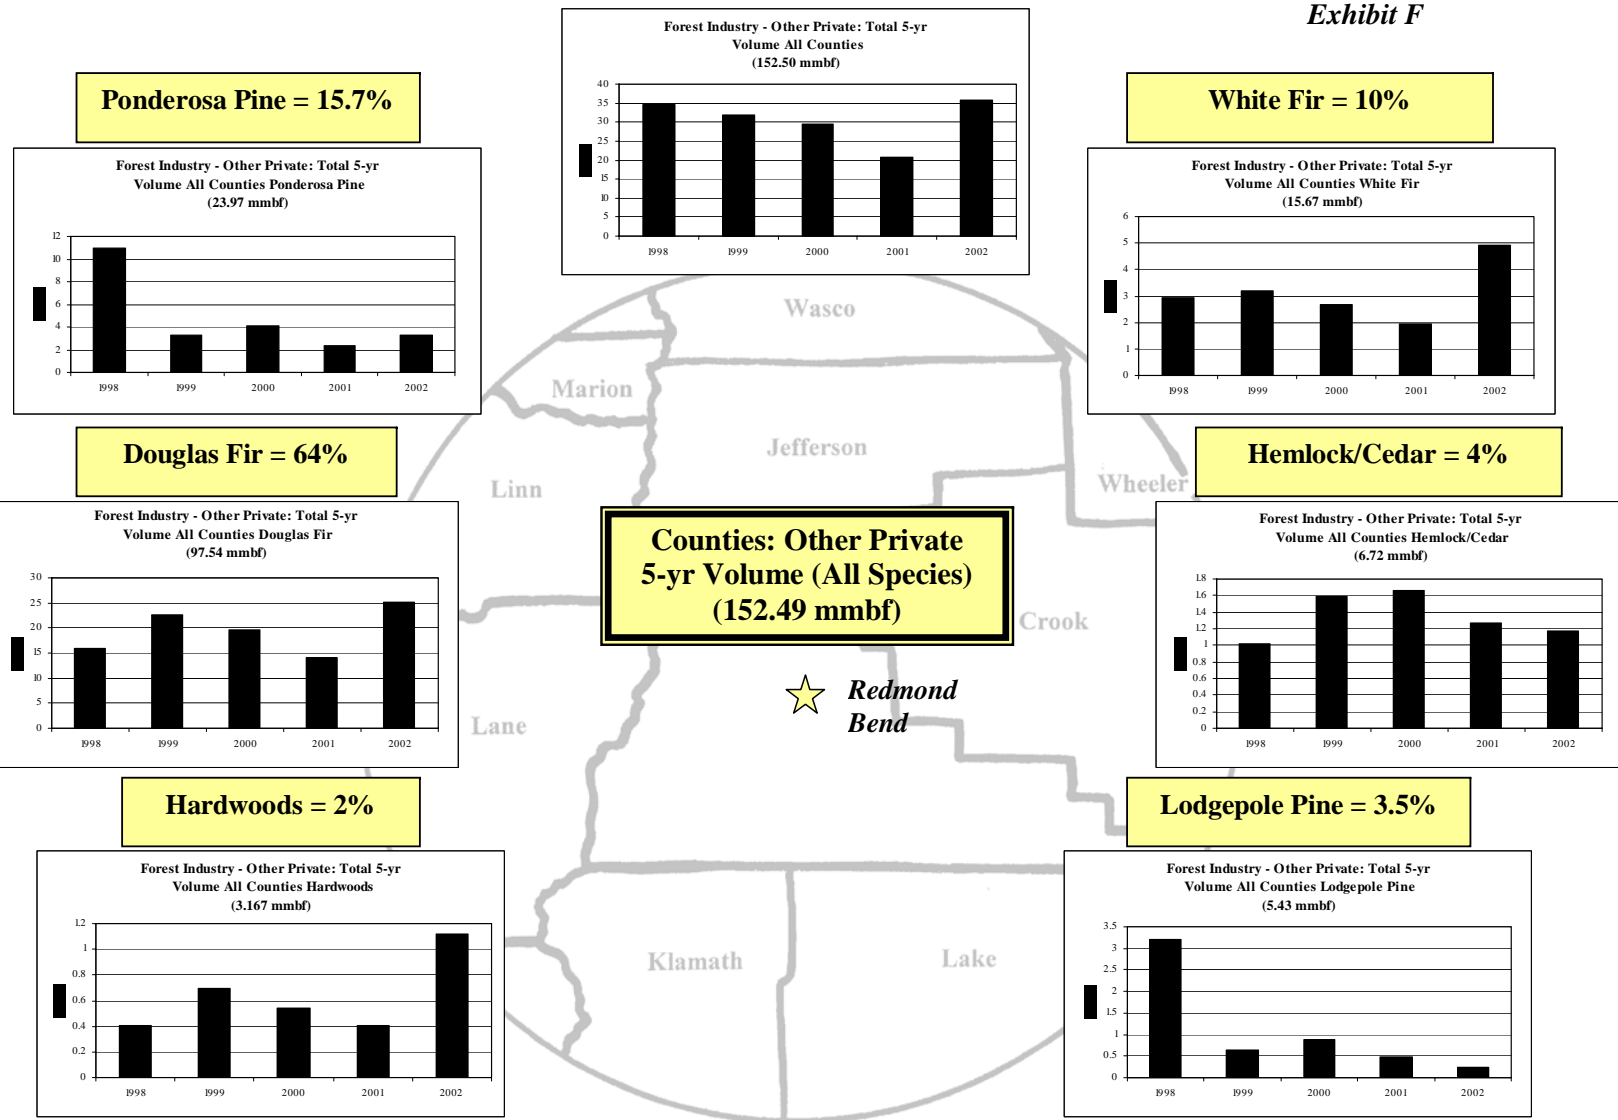 Exhibit F
Forest Industry - Other Private: Total 5-yr
Volume All Counties
(152.50 mmbf)
40
35
30
25
20
15
10
5
0
1998 1999 2000 2001 2002
Ponderosa Pine = 15.7%
Forest Industry - Other Private: Total 5-yr
Volume All Counties Ponderosa Pine
(23.97 mmbf)
12
10
8
6
4
2
0
1998 1999 2000 2001 2002
White Fir = 10%
Forest Industry - Other Private: Total 5-yr
Volume All Counties White Fir
(15.67 mmbf)
6
5
4
3
2
1
0
1998 1999 2000 2001 2002
Douglas Fir = 64%
Forest Industry - Other Private: Total 5-yr
Volume All Counties Douglas Fir
(97.54 mmbf)
30
25
20
15
10
5
0
1998 1999 2000 2001 2002
Hemlock/Cedar = 4%
Forest Industry - Other Private: Total 5-yr
Volume All Counties Hemlock/Cedar
(6.72 mmbf)
1.8
1.6
1.4
1.2
1
0.8
0.6
0.4
0.2
0
1998 1999 2000 2001 2002
Hardwoods = 2%
Forest Industry - Other Private: Total 5-yr
Volume All Counties Hardwoods
(3.167 mmbf)
1.2
1
0.8
0.6
0.4
0.2
0
1998 1999 2000 2001 2002
Lodgepole Pine = 3.5%
Forest Industry - Other Private: Total 5-yr
Volume All Counties Lodgepole Pine
(5.43 mmbf)
3.5
3
2.5
2
1.5
1
0.5
0
1998 1999 2000 2001 2002
Wasco
Marion
Jefferson
Linn
Wheeler
Counties: Other Private
5-yr Volume (All Species)
(152.49 mmbf)
Crook
Redmond
Bend
Lane
Klamath
Lake